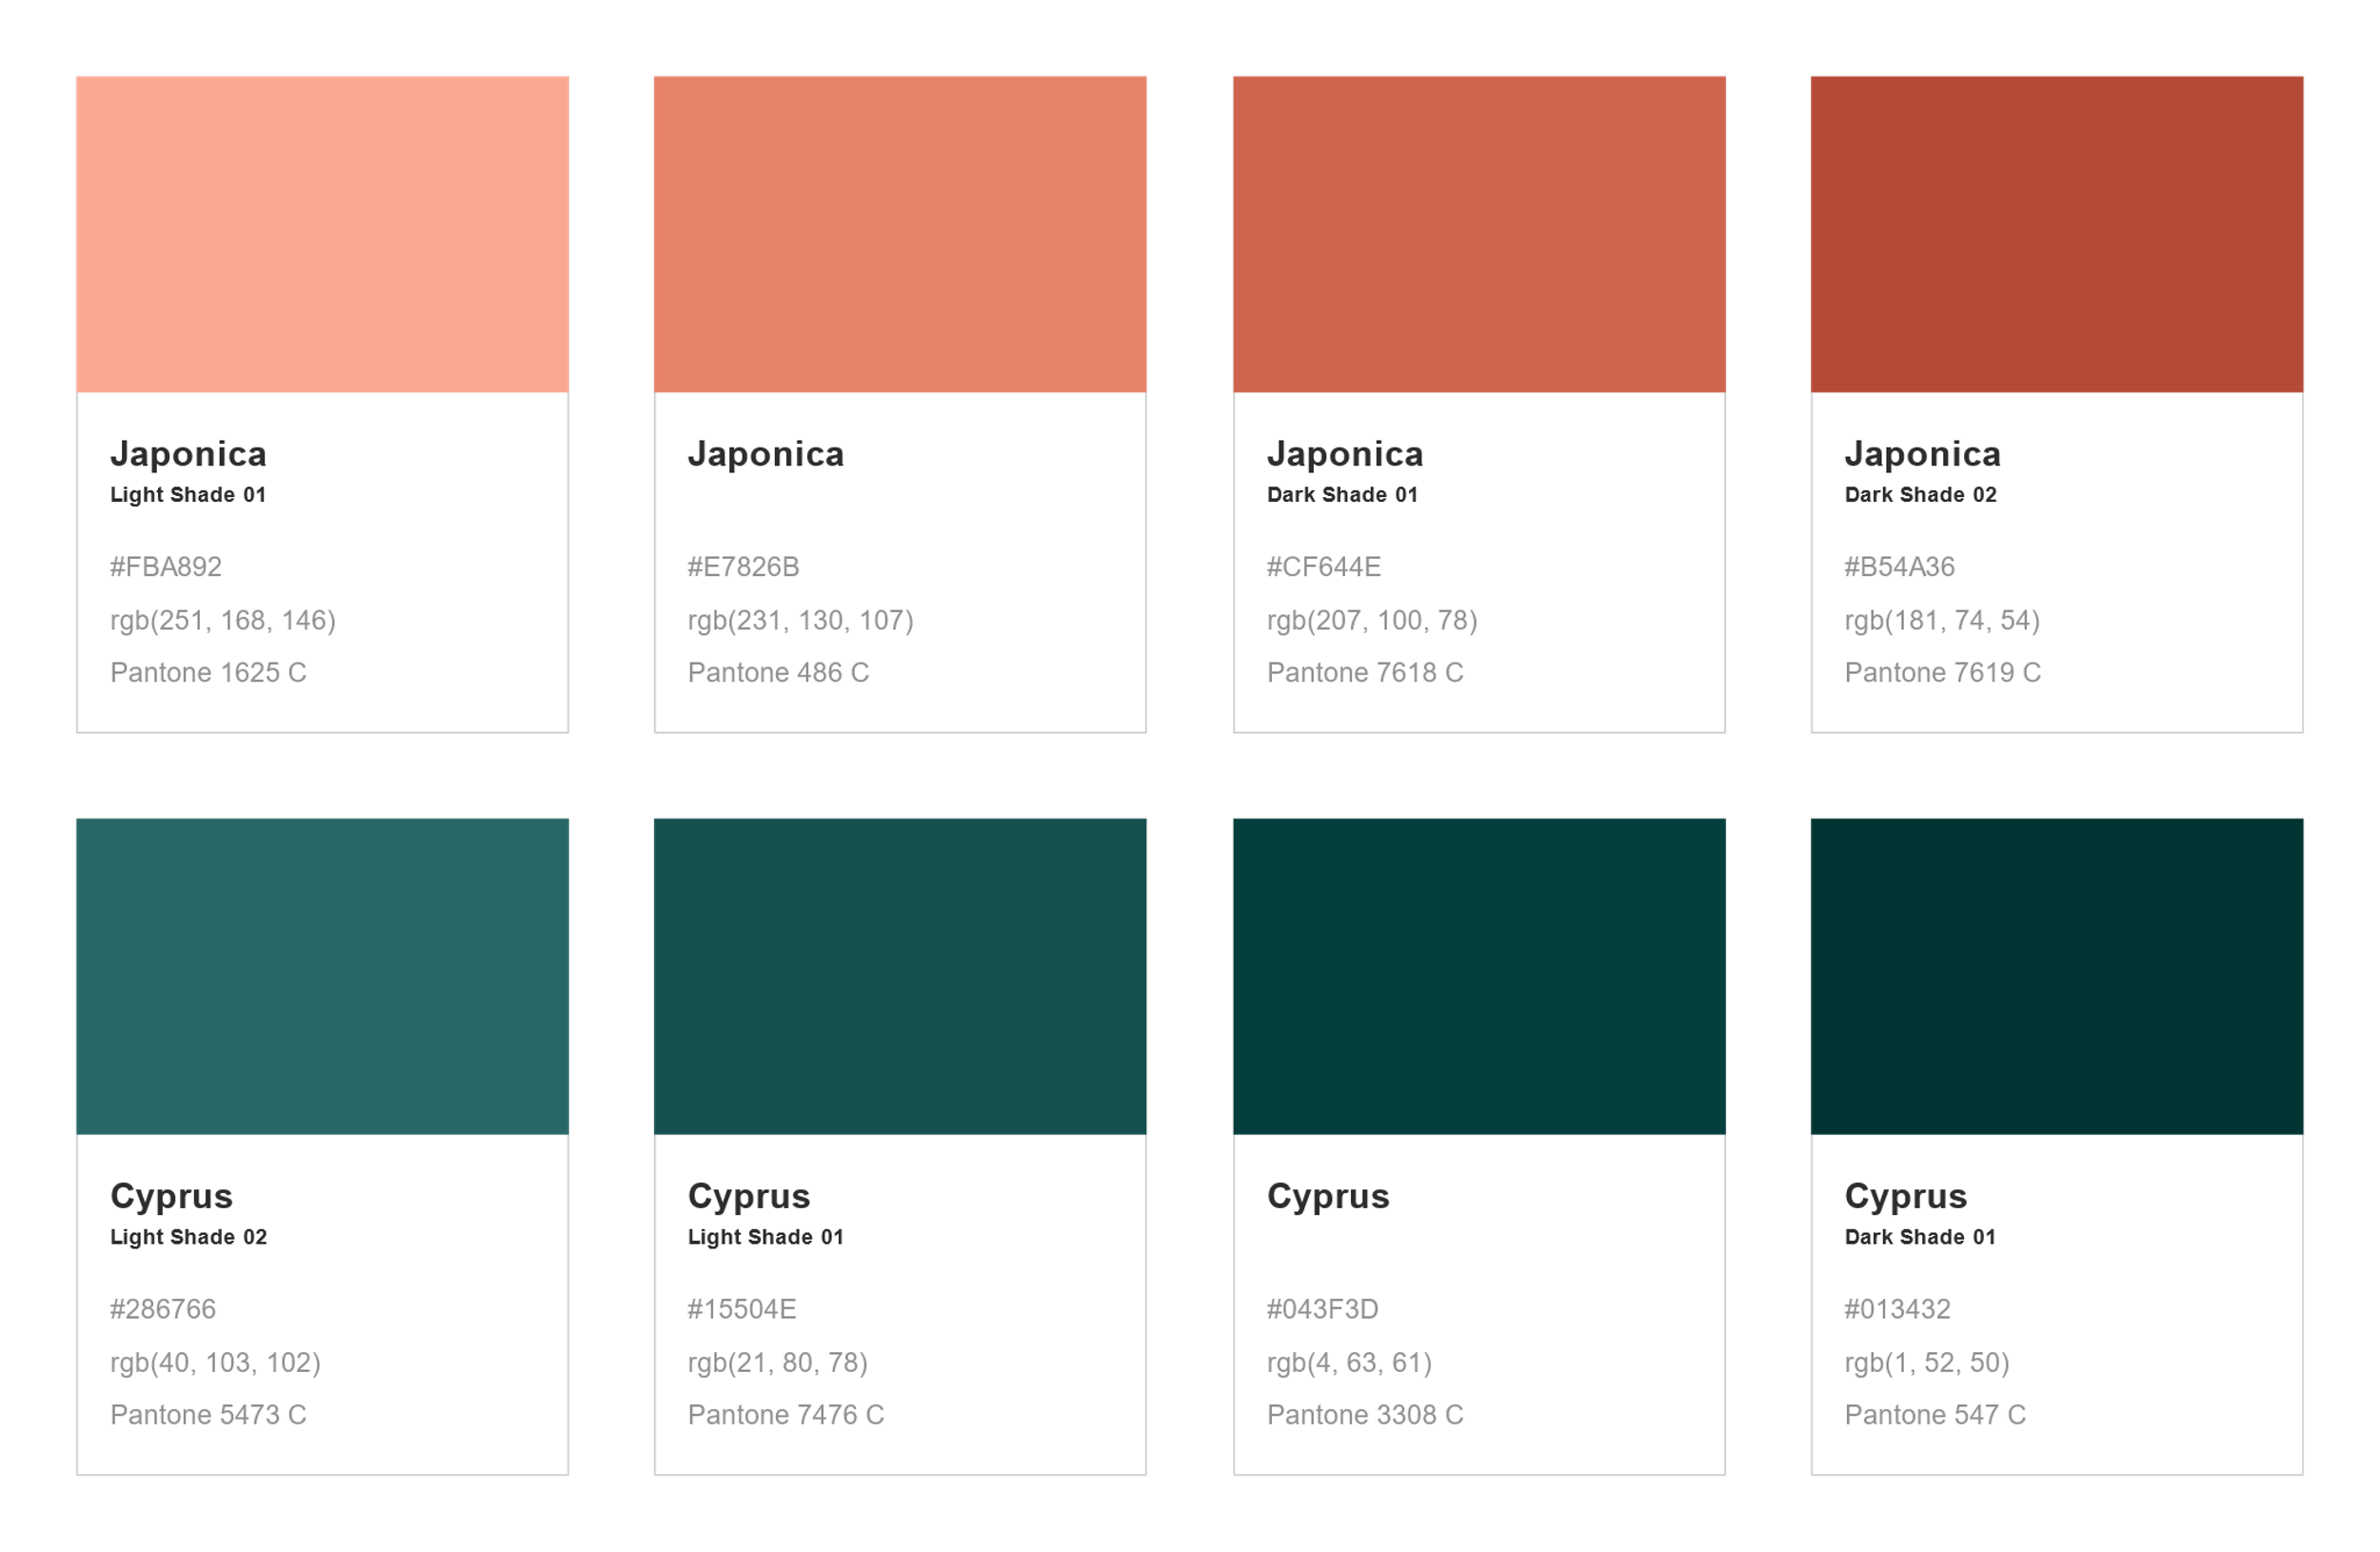 Japonica
Light Shade 01
#FBA892
rgb(251, 168, 146)
Pantone 1625 C
Japonica
#E7826B
rgb(231, 130, 107)
Pantone 486 C
Japonica
Dark Shade 01
#CF644E
rgb(207, 100, 78)
Pantone 7618 C
Japonica
Dark Shade 02
#B54A36
rgb(181, 74, 54)
Pantone 7619 C
Cyprus
Light Shade 02
#286766
rgb(40, 103, 102)
Pantone 5473 C
Cyprus
Light Shade 01
#15504E
rgb(21, 80, 78)
Pantone 7476 C
Cyprus
#043F3D
rgb(4, 63, 61)
Pantone 3308 C
Cyprus
Dark Shade 01
#013432
rgb(1, 52, 50)
Pantone 547 C